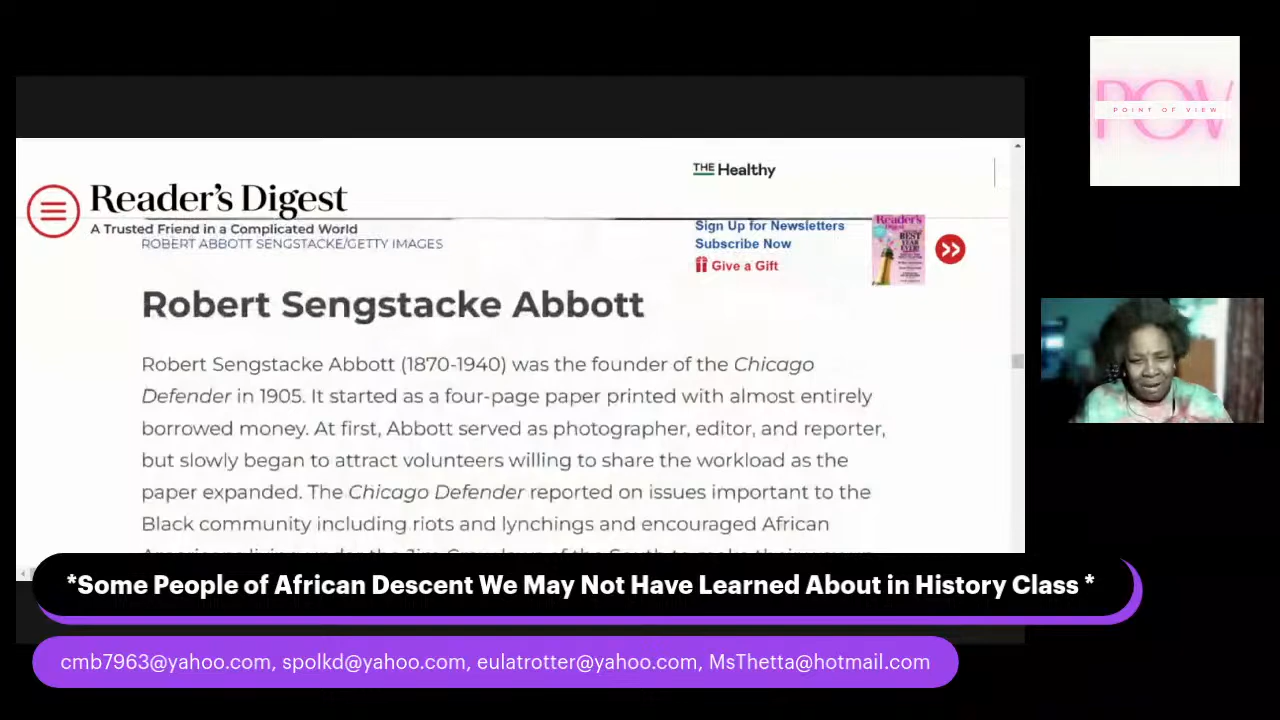 POV
POINT OF VIEW
THE Healthy
Reader's Digest
A Trusted Friend in a Complicated World
ROBERT ABBOTT SENGSTACKE/GETTY IMAGES
Sign Up for Newsletters
Subscribe Now
Give a Gift
Reader's Digest
BEST
YEAR
EVER!
Robert Sengstacke Abbott
Robert Sengstacke Abbott (1870-1940) was the founder of the Chicago
Defender in 1905. It started as a four-page paper printed with almost entirely
borrowed money. At first, Abbott served as photographer, editor, and reporter,
but slowly began to attract volunteers willing to share the workload as the
paper expanded. The Chicago Defender reported on issues important to the
Black community including riots and lynchings and encouraged African
*Some People of African Descent We May Not Have Learned About in History Class *
cmb7963@yahoo.com, spolkd@yahoo.com, eulatrotter@yahoo.com, MsThetta@hotmail.com